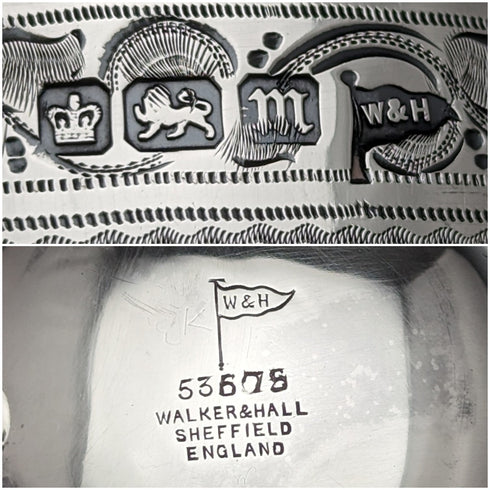 m
W&H
W & H
53678
WALKER&HALL
SHEFFIELD
ENGLAND